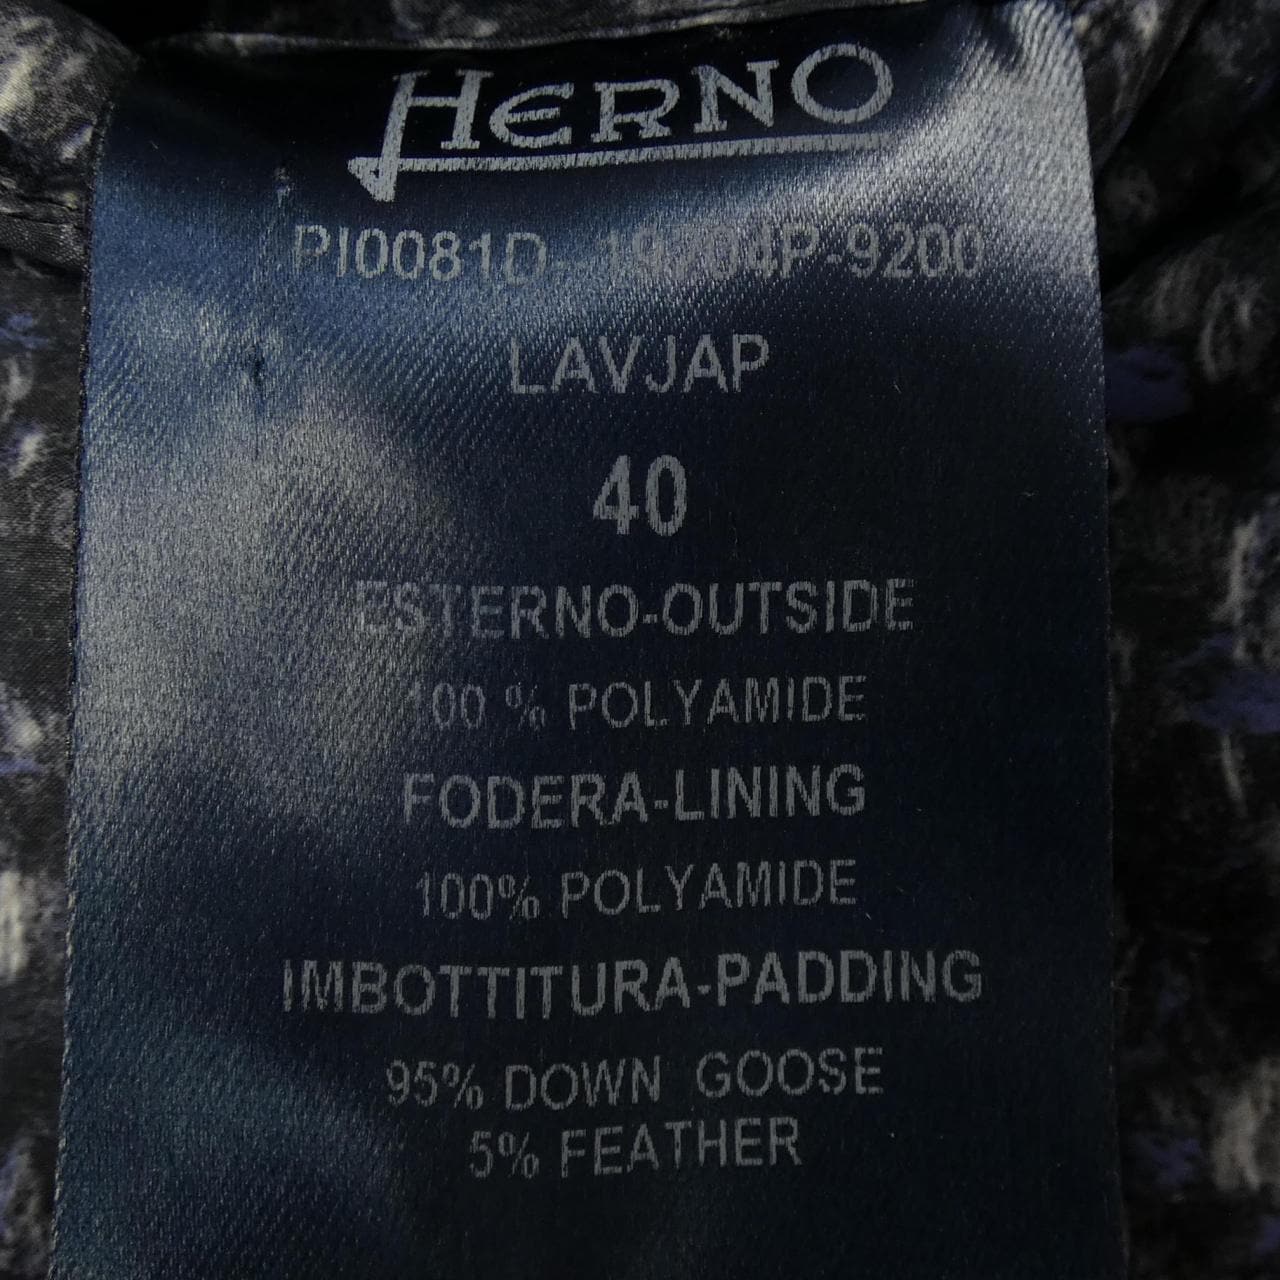 HERNO
LAVJAP
40
ESTERNO-OUTSIDE
100 % POLYAMIDE
FODERA-LINING
100% POLYAMIDE
IMBOTTITURA-PADDING
95% DOWN GOOSE
5% FEATHER